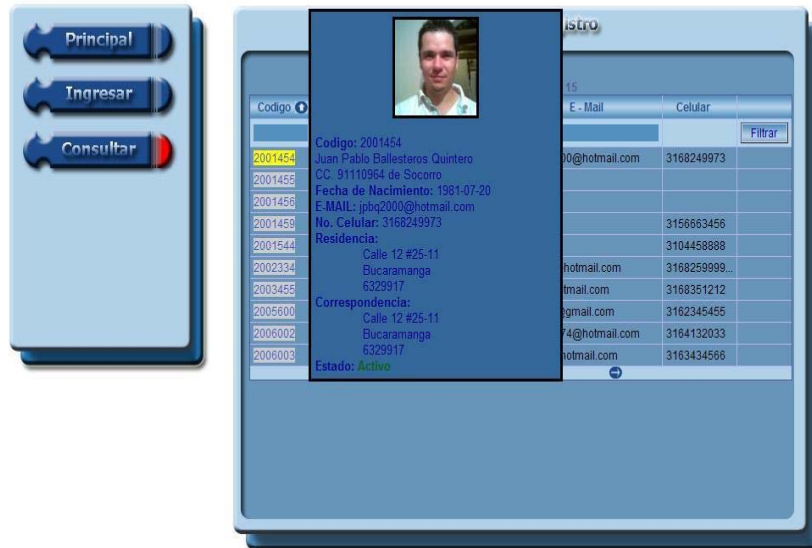 Principal
Ingresar
Consultar
istro
15
Codigo E - Mail Celular
Filtrar
2001454 00@hotmail.com 3168249973
2001455
2001456
2001459 3156663456
2001544 3104458888
2002334 hotmail.com 3168259999...
2003455 tmail.com 3168351212
2005600 @gmail.com 3162345455
2006002 74@hotmail.com 3164132033
2006003 hotmail.com 3163434566
Codigo: 2001454
Juan Pablo Ballesteros Quintero
CC. 91110964 de Socorro
Fecha de Nacimiento: 1981-07-20
E-MAIL: jpbq2000@hotmail.com
No. Celular: 3168249973
Residencia:
Calle 12 #25-11
Bucaramanga
6329917
Correspondencia:
Calle 12 #25-11
Bucaramanga
6329917
Estado: Activo